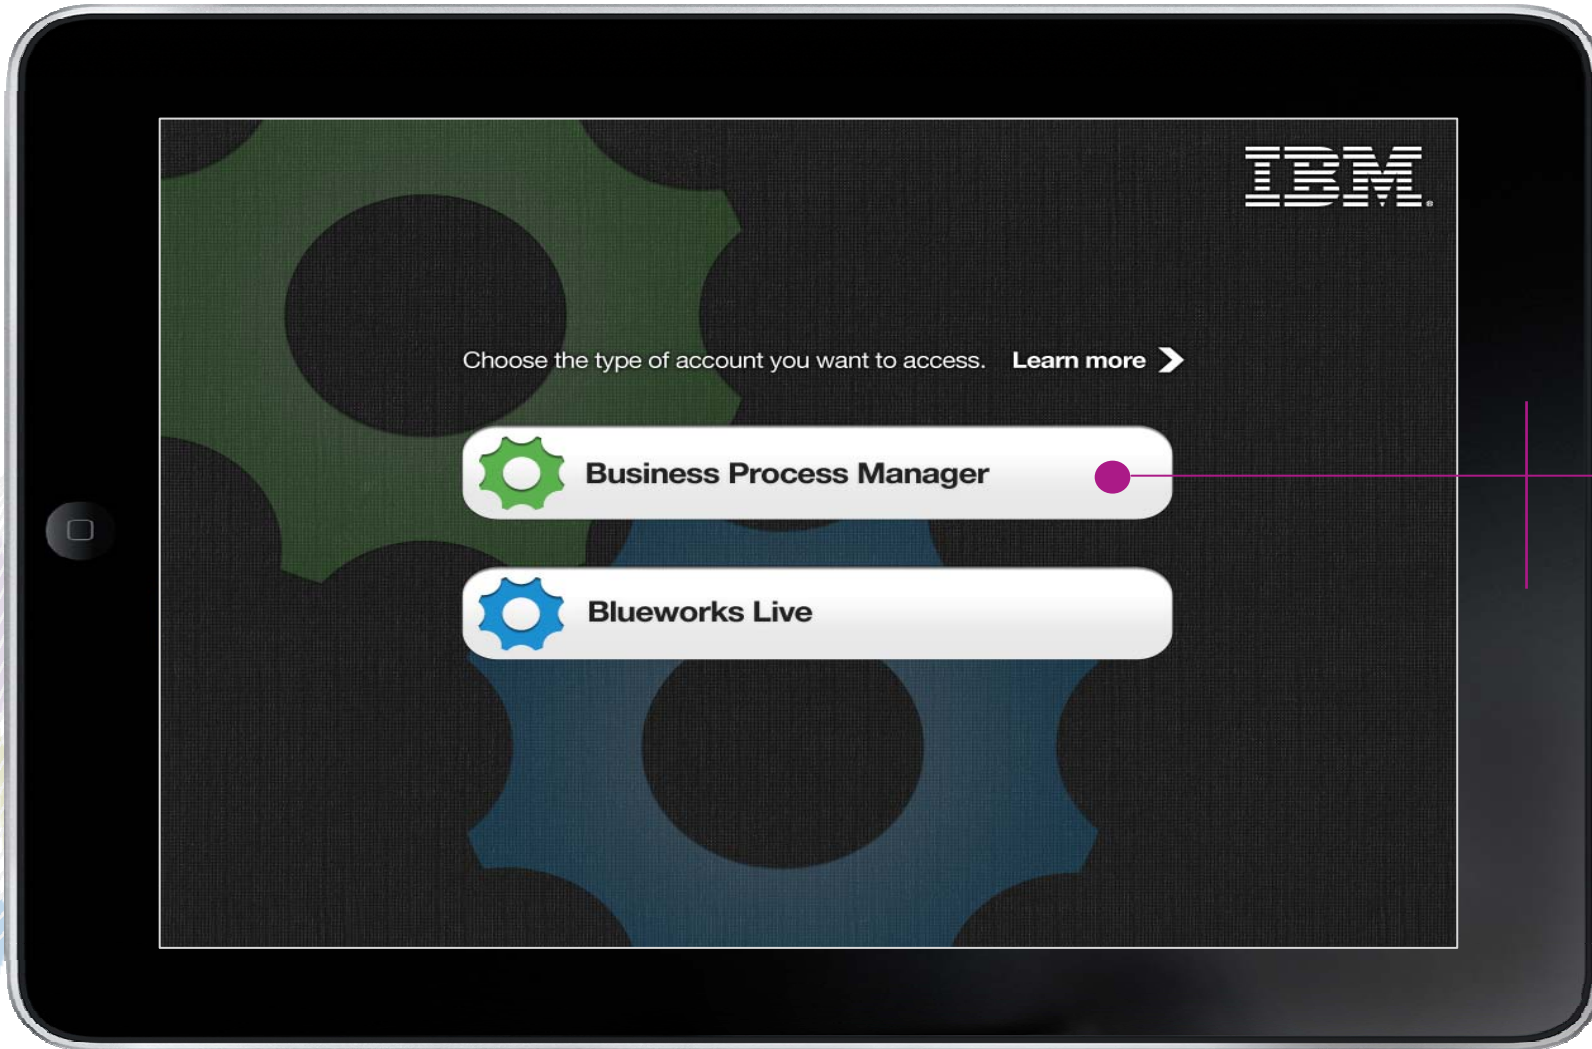 IBM®
Choose the type of account you want to access. Learn more
Business Process Manager
Blueworks Live